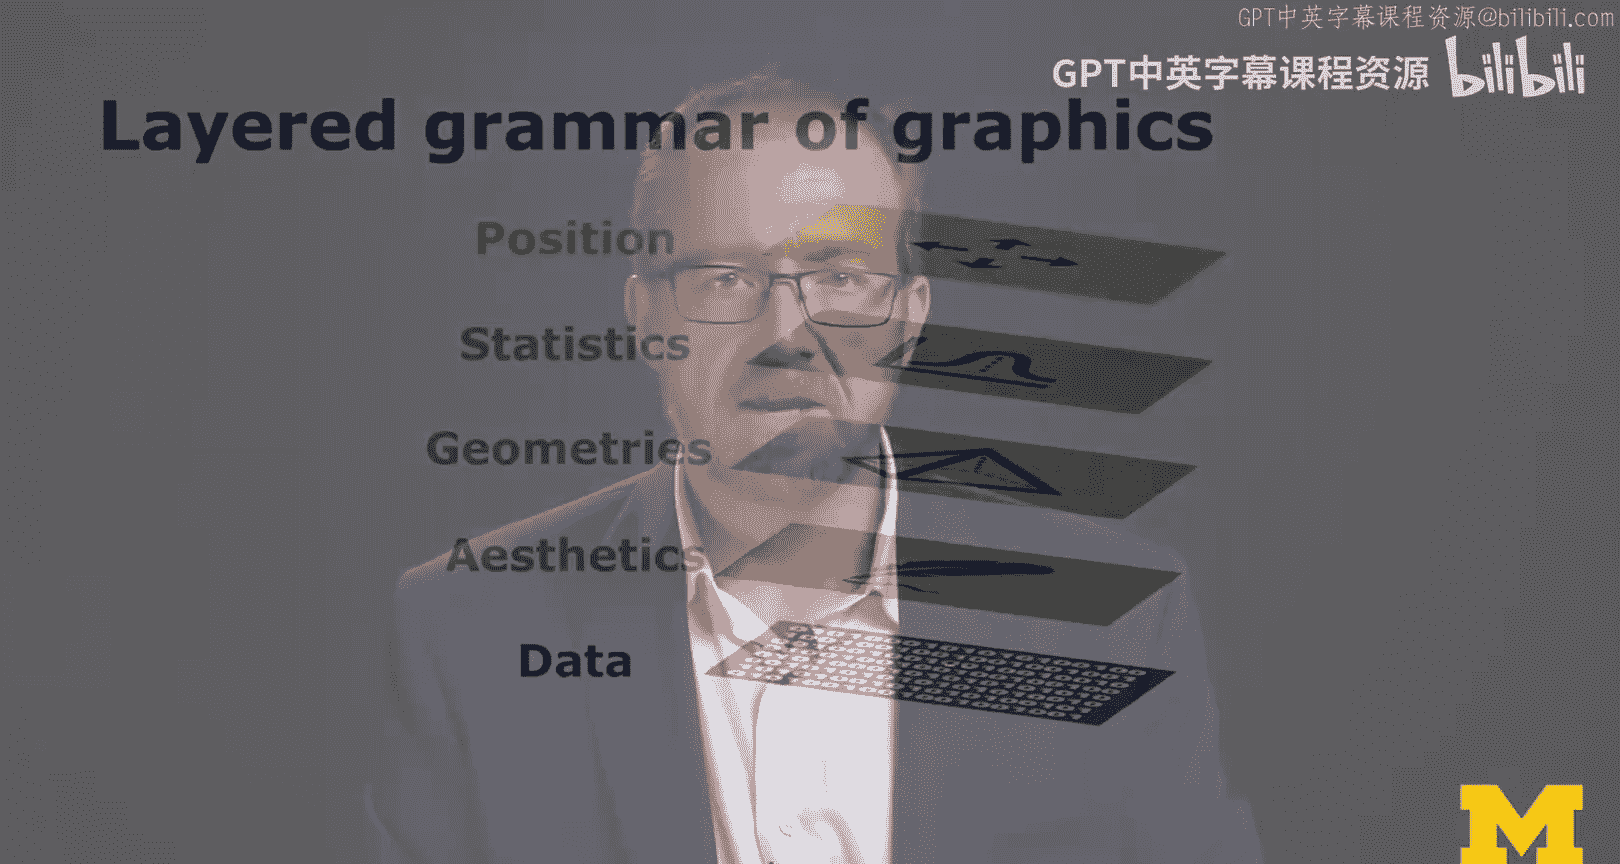 GPT中英字幕课程资源@bilibili.com
GPT中英字幕课程资源 bilibili
Layered grammar of graphics
Position
Statistics
Geometries
Aesthetics
Data
M